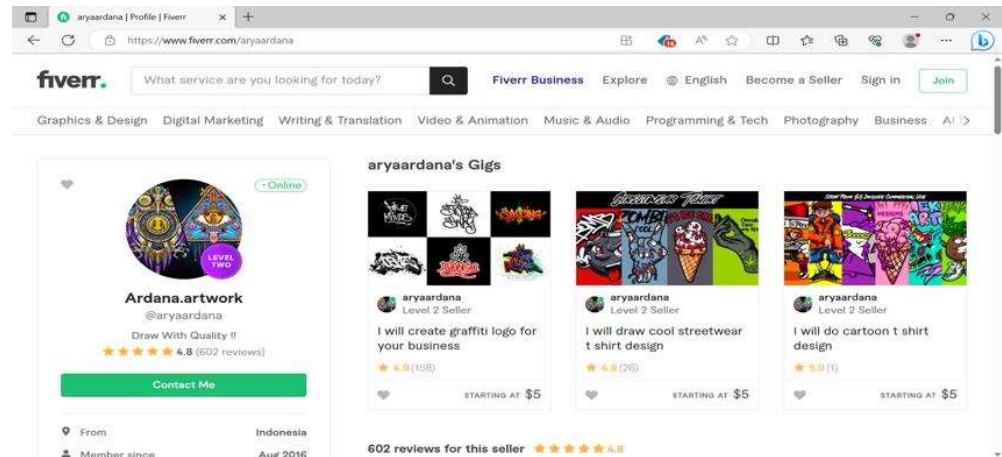 aryaardana | Profile | Fiverr
https://www.fiverr.com/aryaardana
fiverr.
What service are you looking for today?
Fiverr Business Explore English Become a Seller Sign in Join
Graphics & Design Digital Marketing Writing & Translation Video & Animation Music & Audio Programming & Tech Photography Business AI
Online
LEVEL TWO
Ardana.artwork
@aryaardana
Draw With Quality !!
4.8 (602 reviews)
Contact Me
From Indonesia
Member since Aug 2016
aryaardana's Gigs
aryaardana
Level 2 Seller
I will create graffiti logo for
your business
4.9 (158)
STARTING AT $5
aryaardana
Level 2 Seller
I will draw cool streetwear
t shirt design
4.8 (26)
STARTING AT $5
aryaardana
Level 2 Seller
I will do cartoon t shirt
design
5.0 (1)
STARTING AT $5
602 reviews for this seller 4.8